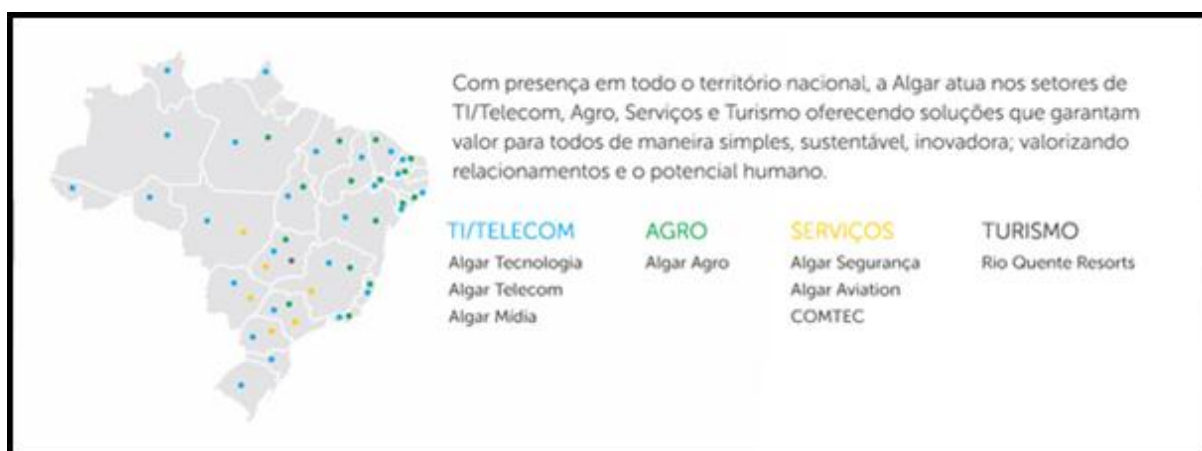 Com presença em todo o território nacional, a Algar atua nos setores de
TI/Telecom, Agro, Serviços e Turismo oferecendo soluções que garantam
valor para todos de maneira simples, sustentável, inovadora; valorizando
relacionamentos e o potencial humano.
TI/TELECOM
Algar Tecnologia
Algar Telecom
Algar Mídia
AGRO
Algar Agro
SERVIÇOS
Algar Segurança
Algar Aviation
COMTEC
TURISMO
Rio Quente Resorts